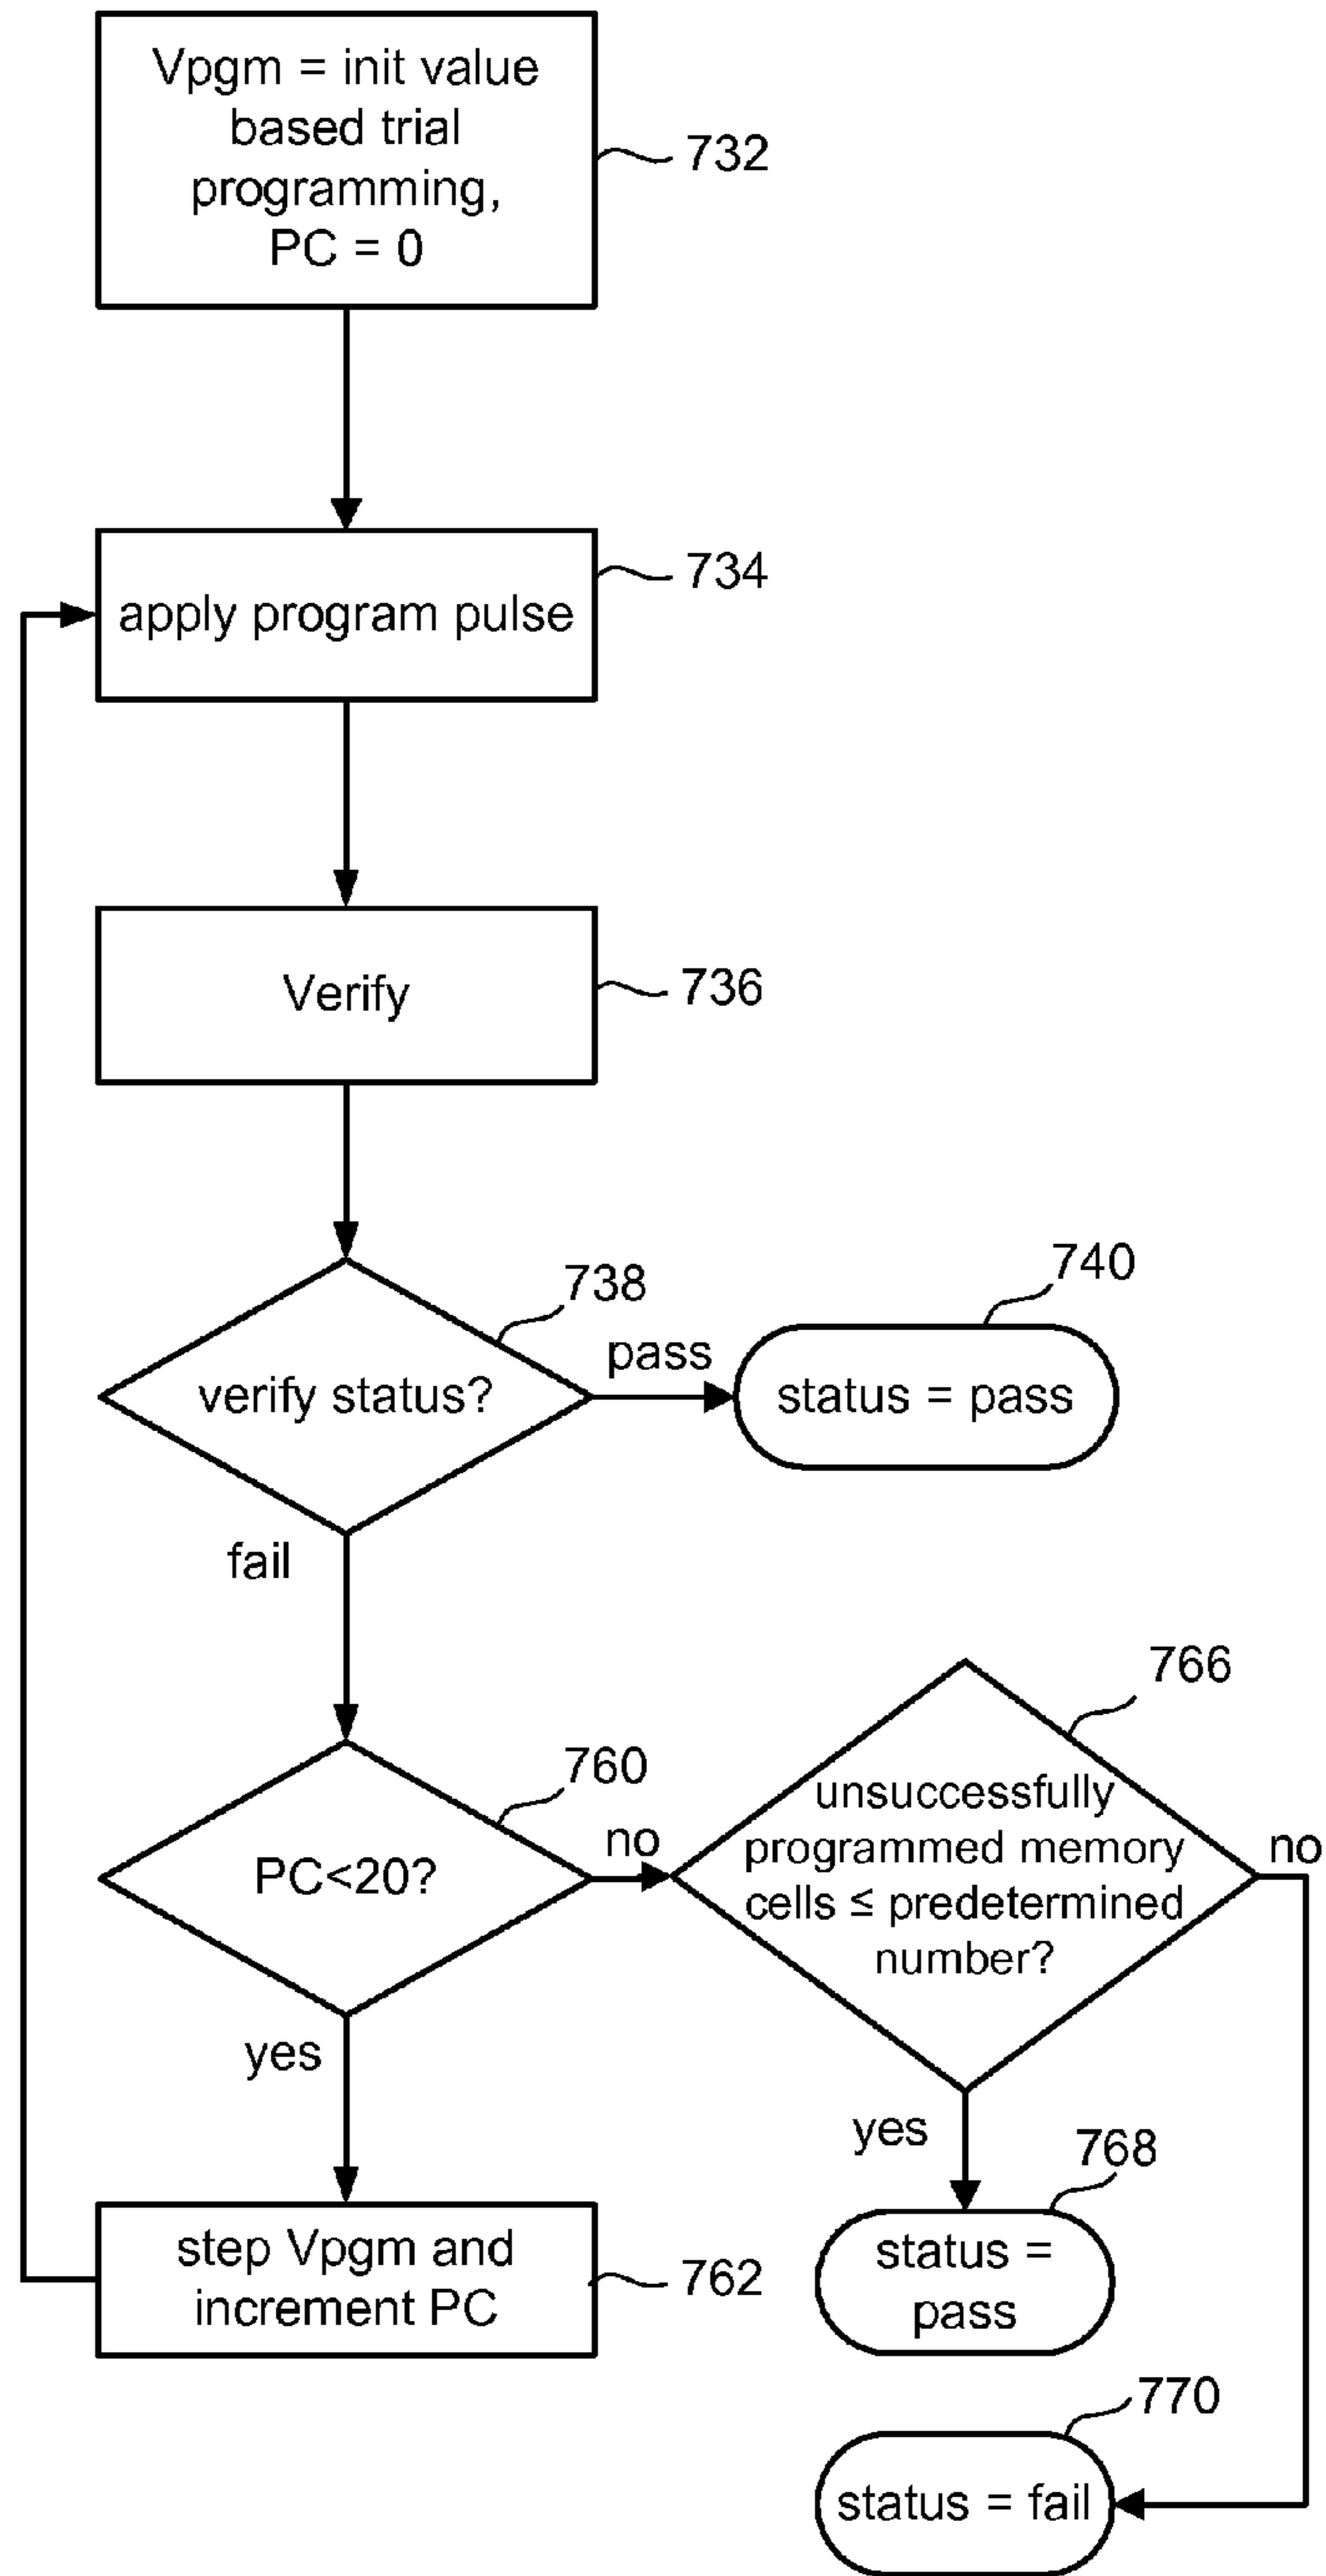 Vpgm = init value
based trial
programming,
PC = 0
732
apply program pulse
734
Verify
736
738
verify status?
pass
740
status = pass
fail
760
PC<20?
no
766
unsuccessfully
programmed memory
cells ≤ predetermined
number?
no
yes
yes
768
status =
pass
step Vpgm and
increment PC
762
770
status = fail